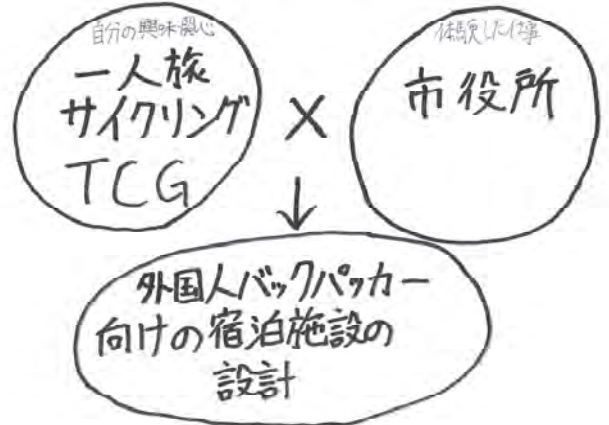 自分の興味関心
一人旅
サイクリング
TCG
×
体験した仕事
市役所
↓
外国人バックパッカー
向けの宿泊施設の
設計